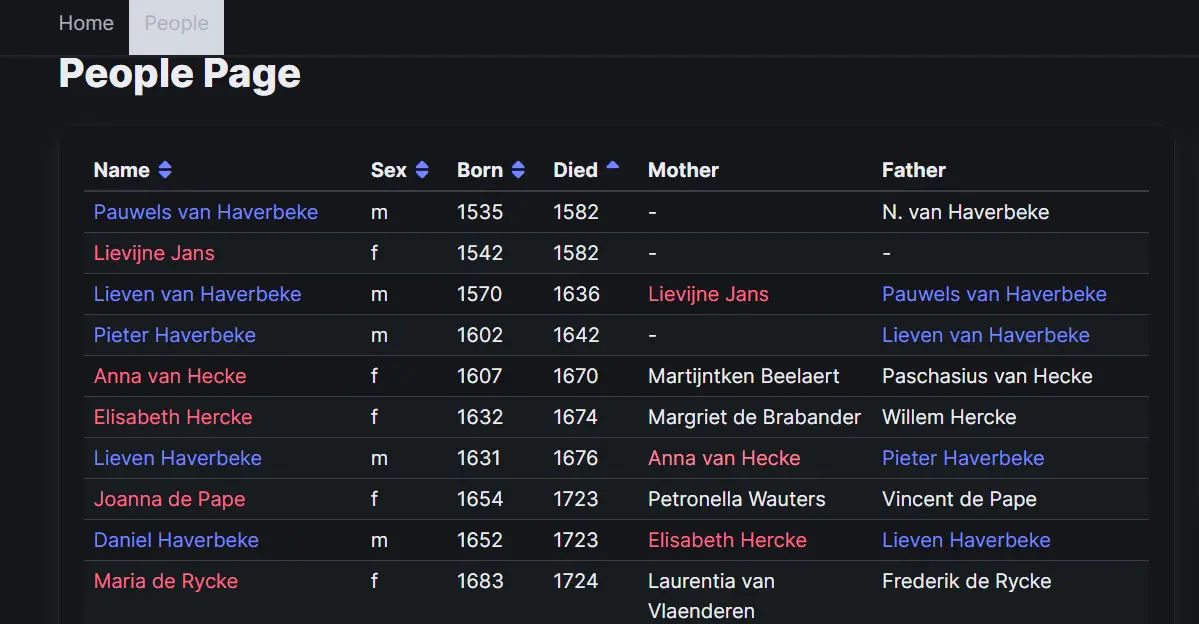 Home People
People Page
Name Sex Born Died Mother Father
Pauwels van Haverbeke m 1535 1582 - N. van Haverbeke
Lievijne Jans f 1542 1582 - -
Lieven van Haverbeke m 1570 1636 Lievijne Jans Pauwels van Haverbeke
Pieter Haverbeke m 1602 1642 - Lieven van Haverbeke
Anna van Hecke f 1607 1670 Martijntken Beelaert Paschasius van Hecke
Elisabeth Hercke f 1632 1674 Margriet de Brabander Willem Hercke
Lieven Haverbeke m 1631 1676 Anna van Hecke Pieter Haverbeke
Joanna de Pape f 1654 1723 Petronella Wauters Vincent de Pape
Daniel Haverbeke m 1652 1723 Elisabeth Hercke Lieven Haverbeke
Maria de Rycke f 1683 1724 Laurentia van Frederik de Rycke
Vlaenderen